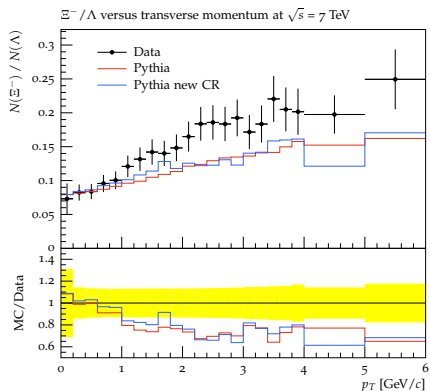 Ξ⁻/Λ versus transverse momentum at √s = 7 TeV
N(Ξ⁻) / N(Λ)
0.3
Data
Pythia
Pythia new CR
0.25
0.2
0.15
0.1
0.05
0
MC/Data
1.4
1.2
1
0.8
0.6
0 1 2 3 4 5 6
p_T [GeV/c]